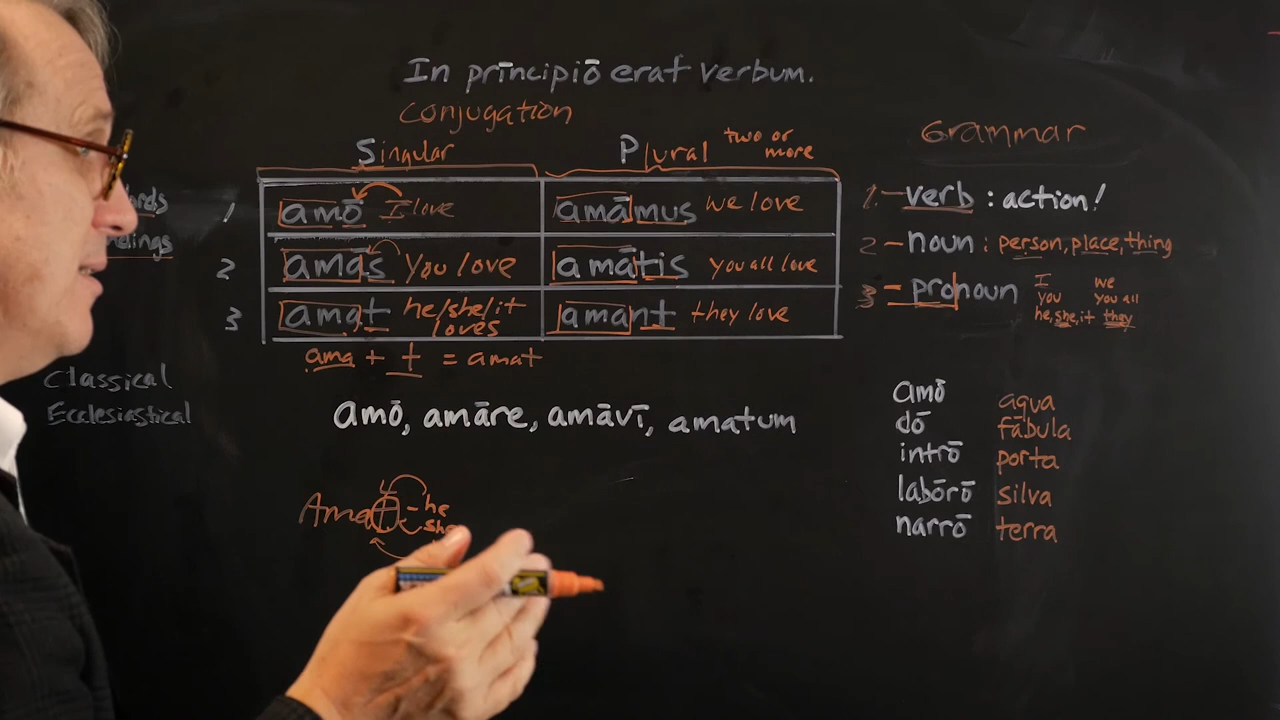 In principiō erat verbum.
Conjugation
Singular
Plural two or more
1 amō I love
amāmus we love
2 amās you love
amātis you all love
3 amat he/she/it loves
amant they love
ama + t = amat
amō, amāre, amāvī, amatum
Amat - he
she
Classical
Ecclesiastical
Grammar
1 - verb : action!
2 - noun : person, place, thing
3 - pronoun
I we
you you all
he, she, it they
amō aqua
dō fābula
intrō porta
labōrō silva
narrō terra